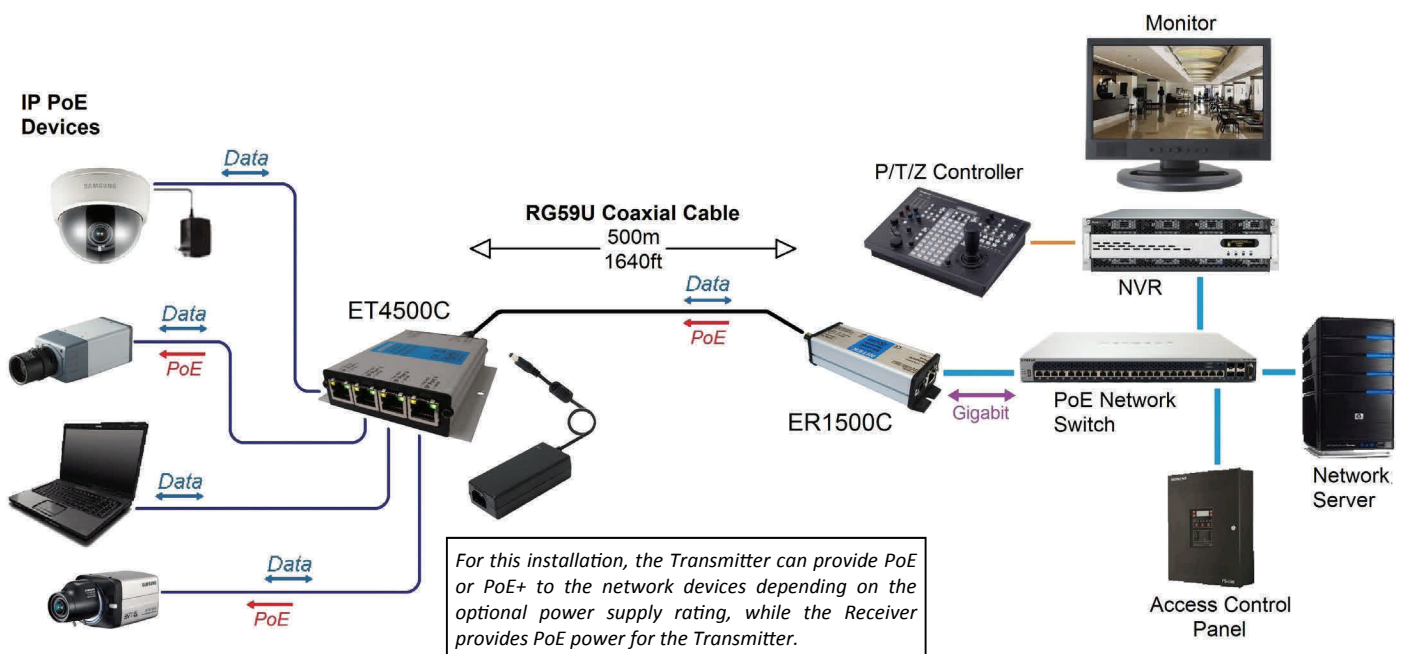 Monitor
IP PoE
Devices
Data
SAMSUNG
P/T/Z Controller
RG59U Coaxial Cable
500m
1640ft
Data
PoE
NVR
ET4500C
Data
PoE
ER1500C
Gigabit
PoE Network
Switch
Network
Server
Data
Data
PoE
SAMSUNG
Access Control
Panel
For this installation, the Transmitter can provide PoE
or PoE+ to the network devices depending on the
optional power supply rating, while the Receiver
provides PoE power for the Transmitter.